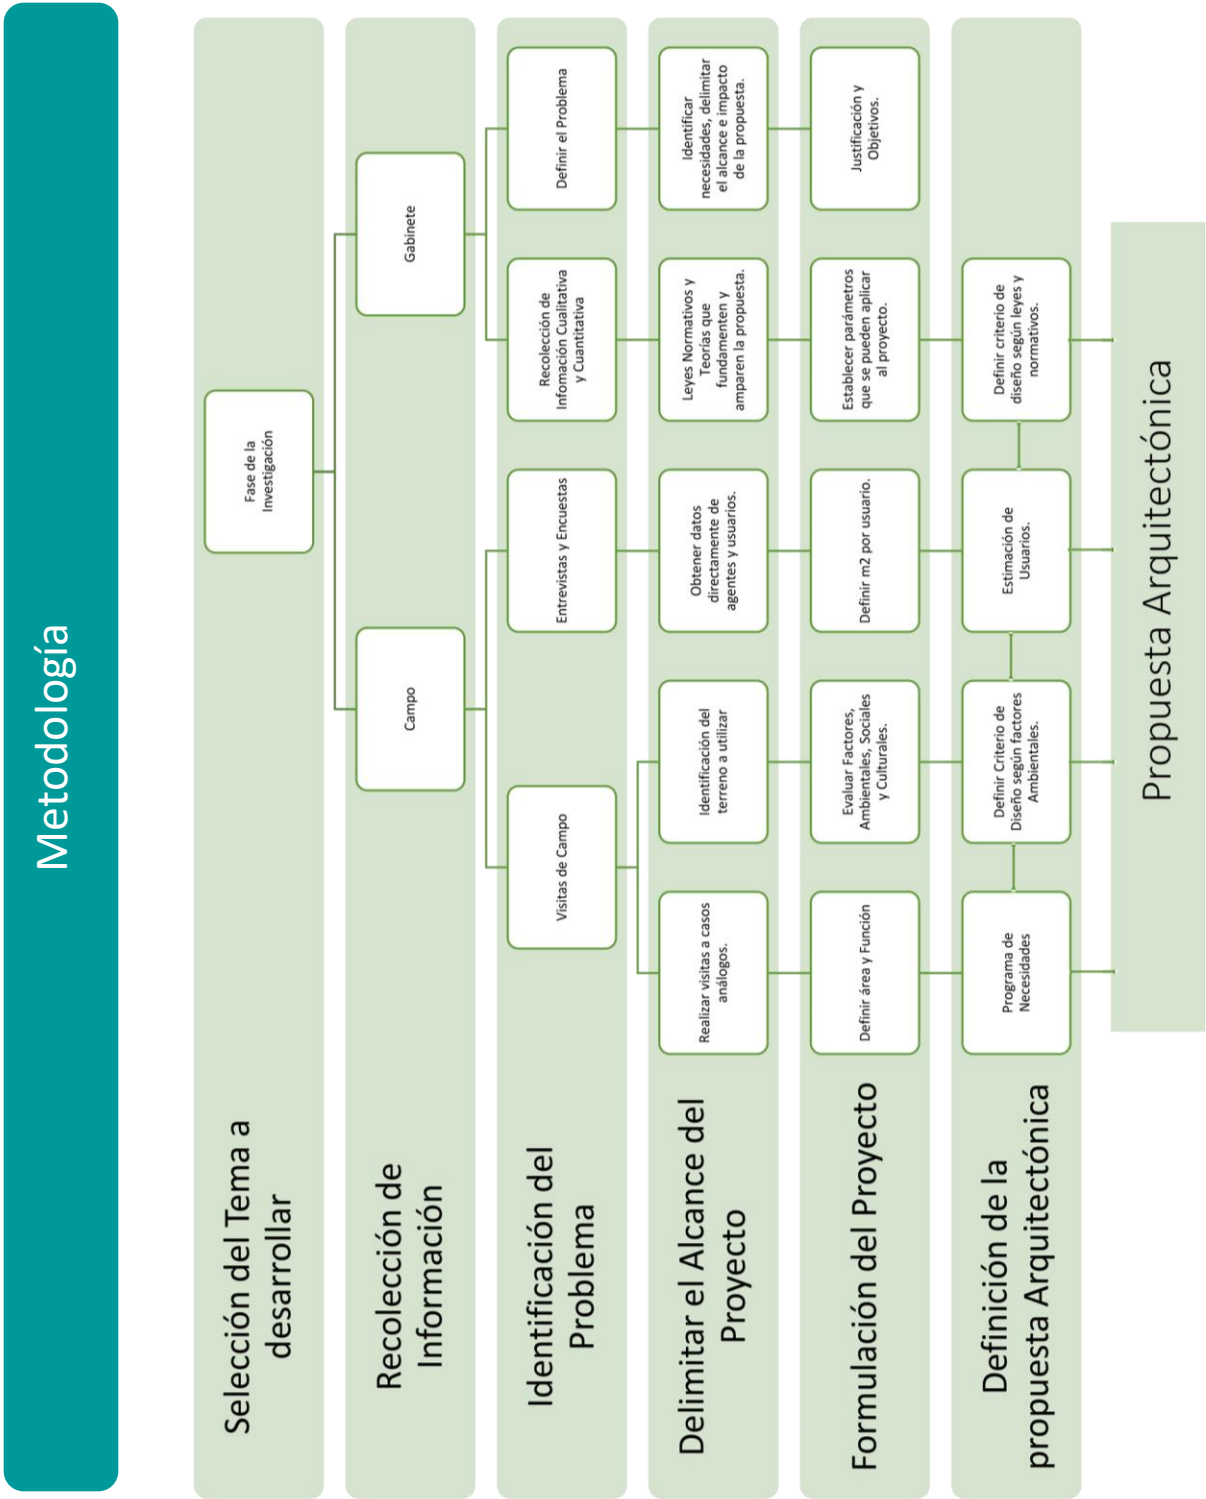 Metodología
Selección del Tema a
desarrollar
Fase de la
Investigación
Recolección de
Información
Campo
Gabinete
Identificación del
Problema
Visitas de Campo
Entrevistas y Encuestas
Recolección de
Infomación Cualitativa
y Cuantitativa
Definir el Problema
Delimitar el Alcance del
Proyecto
Realizar visitas a casos
análogos.
Identificación del
terreno a utilizar
Obtener datos
directamente de
agentes y usuarios.
Leyes Normativos y
Teorías que
fundamenten y
amparen la propuesta.
Identificar
necesidades, delimitar
el alcance e impacto
de la propuesta.
Formulación del Proyecto
Definir área y Función
Evaluar Factores,
Ambientales, Sociales
y Culturales.
Definir m2 por usuario.
Establecer parámetros
que se pueden aplicar
al proyecto.
Justificación y
Objetivos.
Definición de la
propuesta Arquitectónica
Programa de
Necesidades
Definir Criterio de
Diseño según factores
Ambientales.
Estimación de
Usuarios.
Definir criterio de
diseño según leyes y
normativos.
Propuesta Arquitectónica